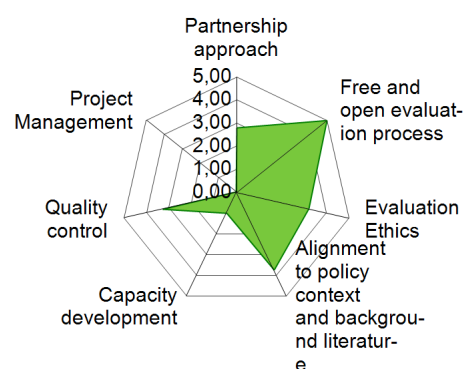 Partnership
approach
5,00
4,00
3,00
2,00
1,00
0,00
Free and
open evaluat-
ion process
Evaluation
Ethics
Alignment
to policy
context
and backgrou-
nd literatur-
e
Capacity
development
Quality
control
Project
Management